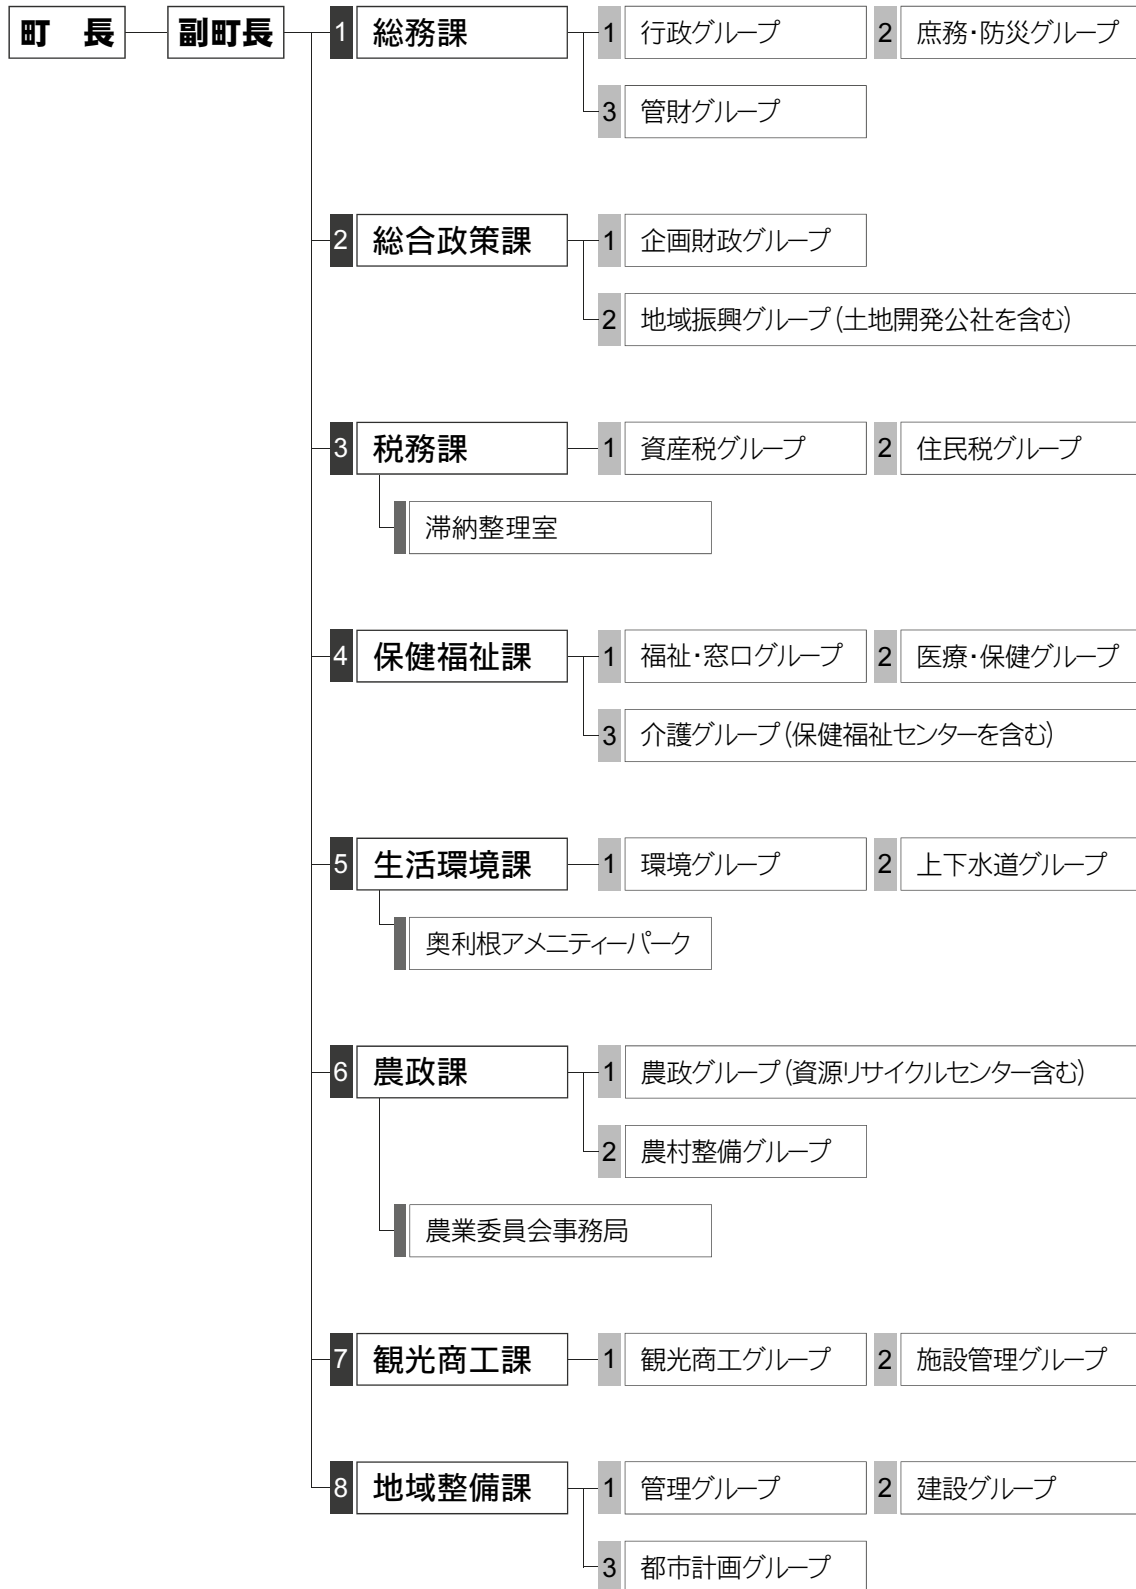 町　長 副町長 1 総務課 1 行政グループ 2 庶務・防災グループ
3 管財グループ
2 総合政策課 1 企画財政グループ
2 地域振興グループ(土地開発公社を含む)
3 税務課 1 資産税グループ 2 住民税グループ
滞納整理室
4 保健福祉課 1 福祉・窓口グループ 2 医療・保健グループ
3 介護グループ(保健福祉センターを含む)
5 生活環境課 1 環境グループ 2 上下水道グループ
奥利根アメニティーパーク
6 農政課 1 農政グループ(資源リサイクルセンター含む)
2 農村整備グループ
農業委員会事務局
7 観光商工課 1 観光商工グループ 2 施設管理グループ
8 地域整備課 1 管理グループ 2 建設グループ
3 都市計画グループ